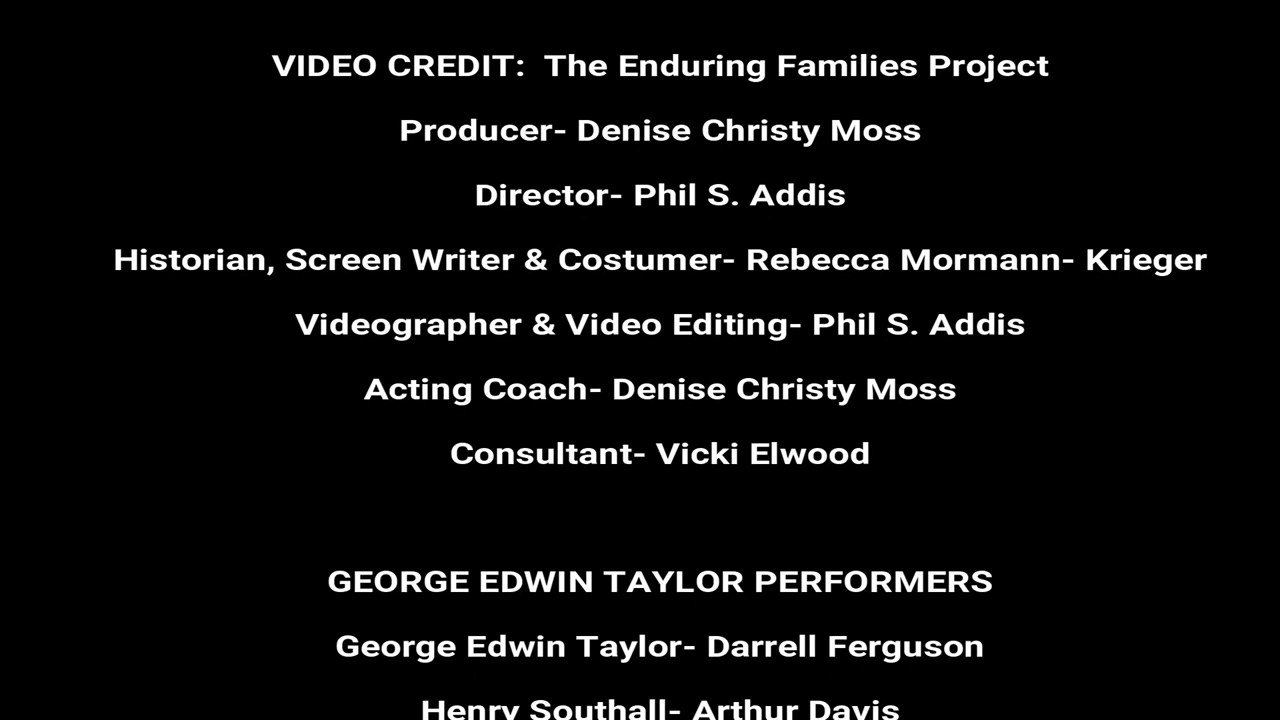 VIDEO CREDIT:  The Enduring Families Project
Producer- Denise Christy Moss
Director- Phil S. Addis
Historian, Screen Writer & Costumer- Rebecca Mormann- Krieger
Videographer & Video Editing- Phil S. Addis
Acting Coach- Denise Christy Moss
Consultant- Vicki Elwood
GEORGE EDWIN TAYLOR PERFORMERS
George Edwin Taylor- Darrell Ferguson
Henry Southall- Arthur Davis